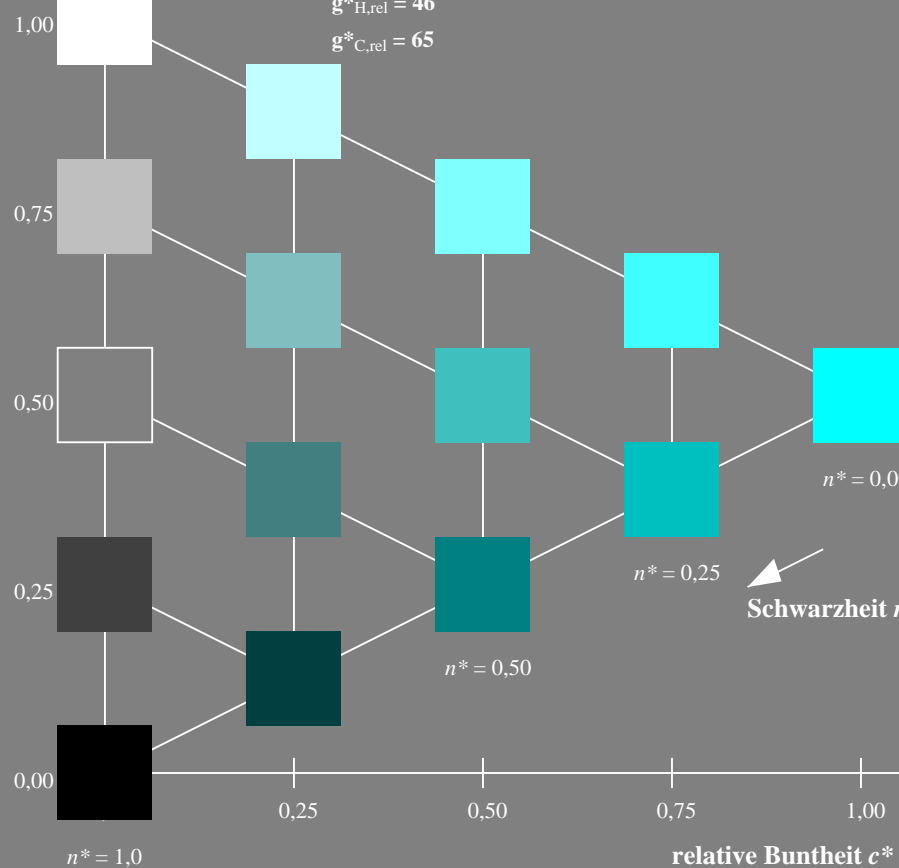 g*H,rel = 46
1,00
g*C,rel = 65
0,75
0,50
n* = 0,0
n* = 0,25
0,25
Schwarzheit n
n* = 0,50
0,00
0,25 0,50 0,75 1,00
n* = 1,0
relative Buntheit c*